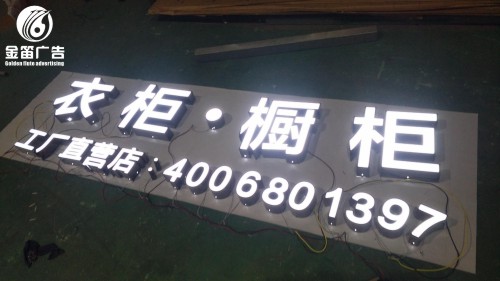 金笛广告
Golden flute advertising
衣柜·橱柜
工厂直营店:4006801397